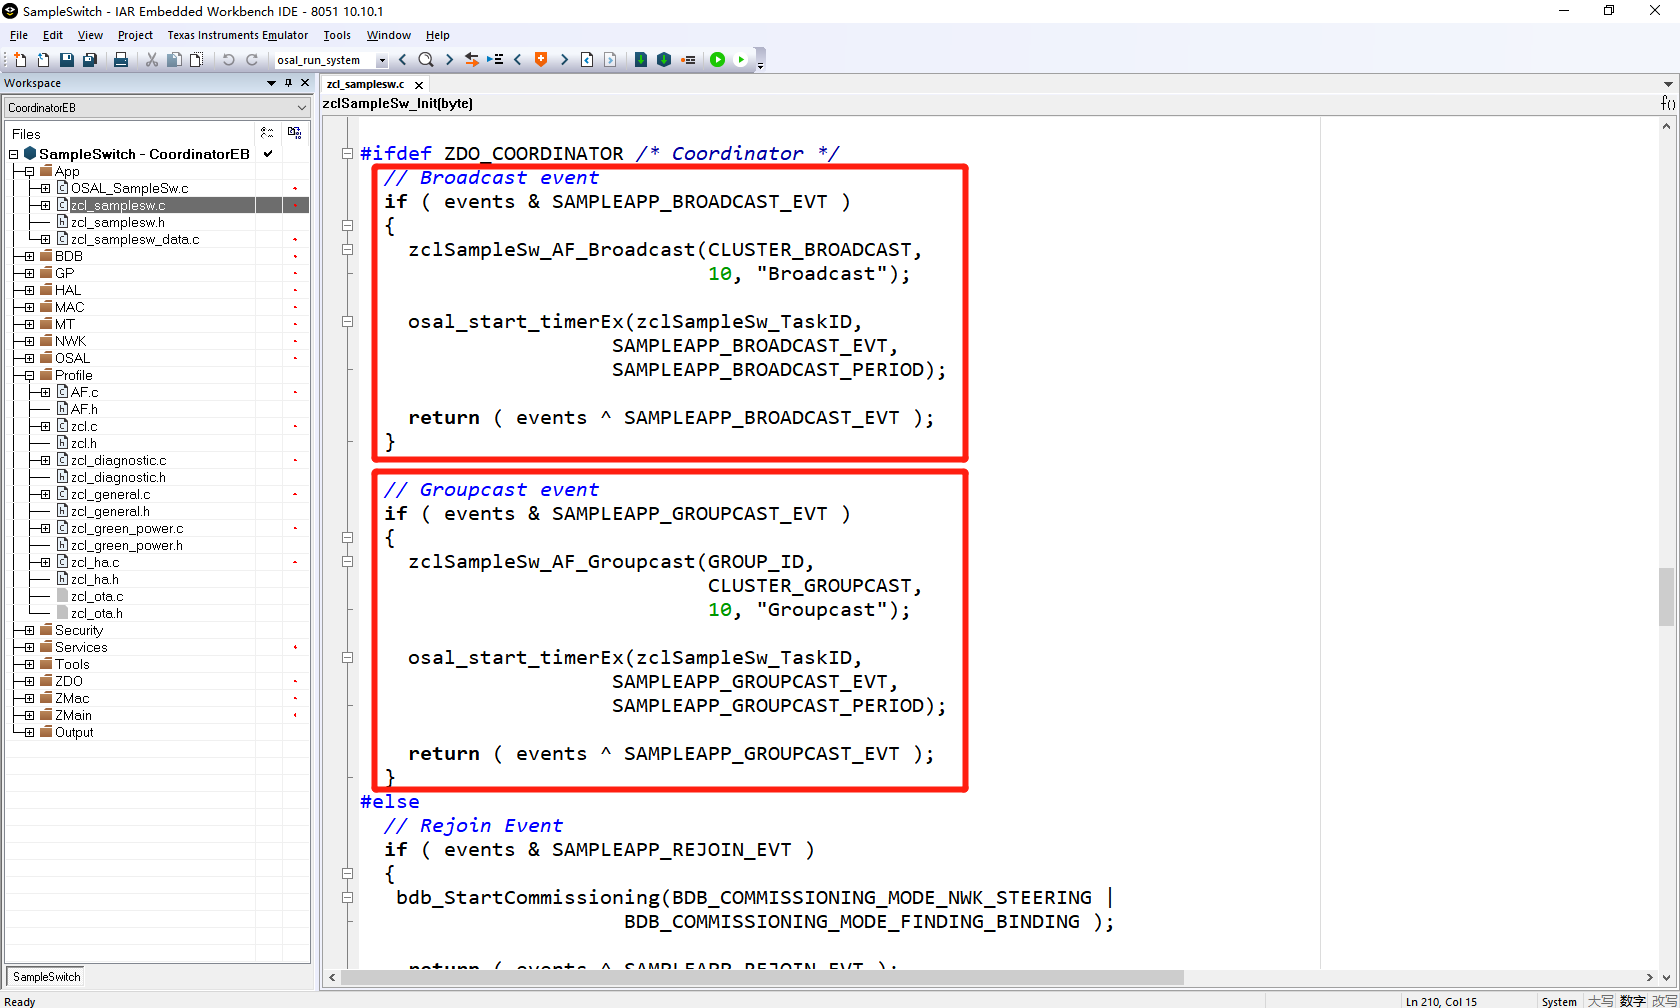 SampleSwitch - IAR Embedded Workbench IDE - 8051 10.10.1
File Edit View Project Texas Instruments Emulator Tools Window Help
osal_run_system
Workspace
CoordinatorEB
Files
SampleSwitch - CoordinatorEB
App
OSAL_SampleSw.c
zcl_samplesw.c
zcl_samplesw.h
zcl_samplesw_data.c
BDB
GP
HAL
MAC
MT
NWK
OSAL
Profile
AF.c
AF.h
zcl.c
zcl.h
zcl_diagnostic.c
zcl_diagnostic.h
zcl_general.c
zcl_general.h
zcl_green_power.c
zcl_green_power.h
zcl_ha.c
zcl_ha.h
zcl_ota.c
zcl_ota.h
Security
Services
Tools
ZDO
ZMac
ZMain
Output
SampleSwitch
zcl_samplesw.c
zclSampleSw_Init(byte)
f()
#ifdef ZDO_COORDINATOR /* Coordinator */
// Broadcast event
if ( events & SAMPLEAPP_BROADCAST_EVT )
{
zclSampleSw_AF_Broadcast(CLUSTER_BROADCAST,
10, "Broadcast");
osal_start_timerEx(zclSampleSw_TaskID,
SAMPLEAPP_BROADCAST_EVT,
SAMPLEAPP_BROADCAST_PERIOD);
return ( events ^ SAMPLEAPP_BROADCAST_EVT );
}
// Groupcast event
if ( events & SAMPLEAPP_GROUPCAST_EVT )
{
zclSampleSw_AF_Groupcast(GROUP_ID,
CLUSTER_GROUPCAST,
10, "Groupcast");
osal_start_timerEx(zclSampleSw_TaskID,
SAMPLEAPP_GROUPCAST_EVT,
SAMPLEAPP_GROUPCAST_PERIOD);
return ( events ^ SAMPLEAPP_GROUPCAST_EVT );
}
#else
// Rejoin Event
if ( events & SAMPLEAPP_REJOIN_EVT )
{
bdb_StartCommissioning(BDB_COMMISSIONING_MODE_NWK_STEERING |
BDB_COMMISSIONING_MODE_FINDING_BINDING );
return ( events ^ SAMPLEAPP_REJOIN_EVT );
Ready
Ln 210, Col 15
System
大写 数字 改写